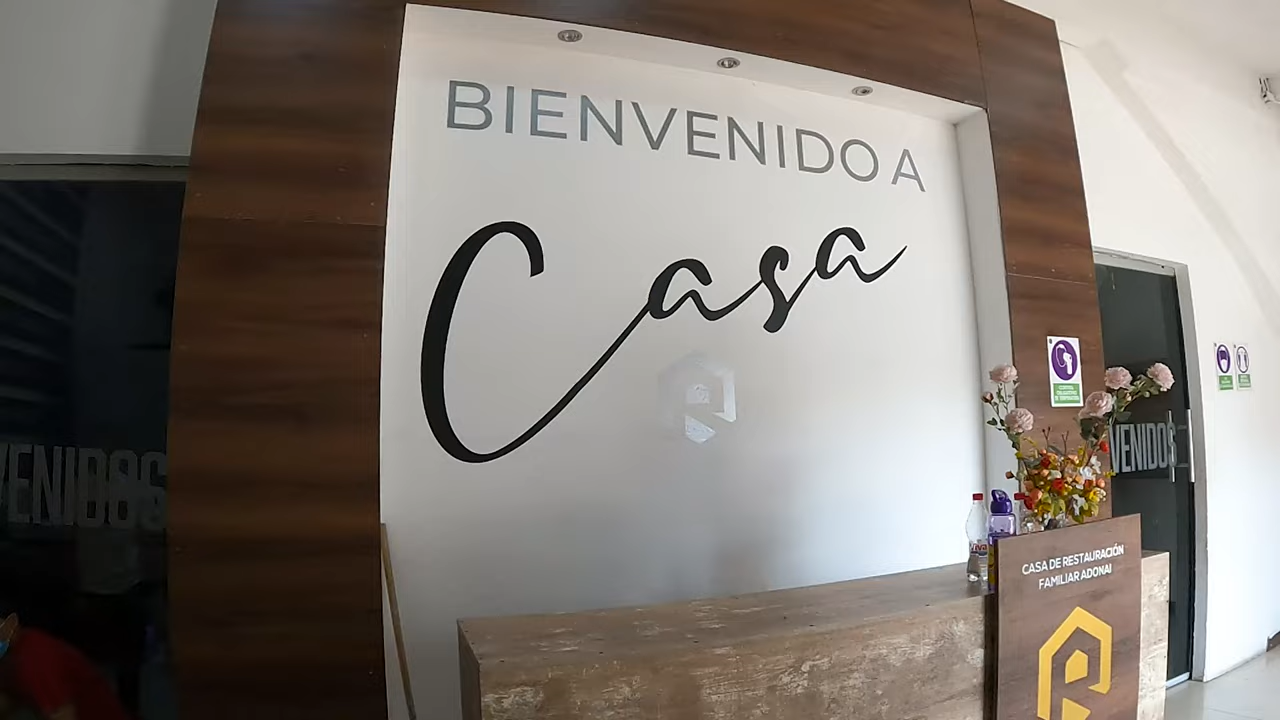 BIENVENIDO A
Casa
VENIDOS
VENIDOS
CASA DE RESTAURACIÓN
FAMILIAR ADONAI